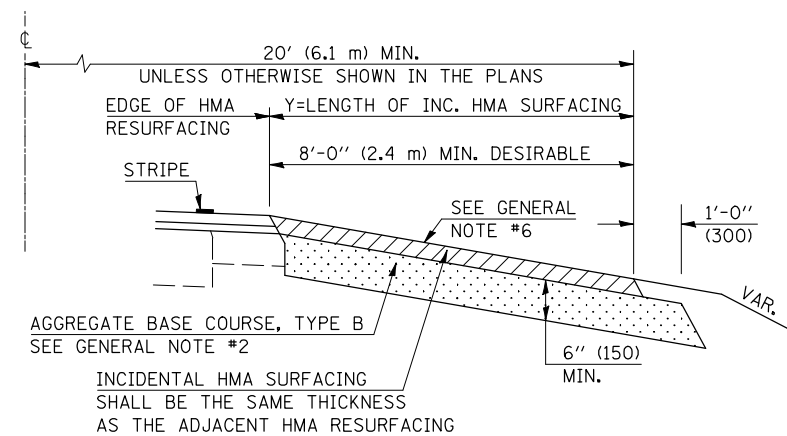 ℄
20' (6.1 m) MIN.
UNLESS OTHERWISE SHOWN IN THE PLANS
EDGE OF HMA
RESURFACING
Y=LENGTH OF INC. HMA SURFACING
8'-0" (2.4 m) MIN. DESIRABLE
STRIPE
SEE GENERAL
NOTE #6
1'-0"
(300)
VAR.
AGGREGATE BASE COURSE, TYPE B
SEE GENERAL NOTE #2
6" (150)
MIN.
INCIDENTAL HMA SURFACING
SHALL BE THE SAME THICKNESS
AS THE ADJACENT HMA RESURFACING